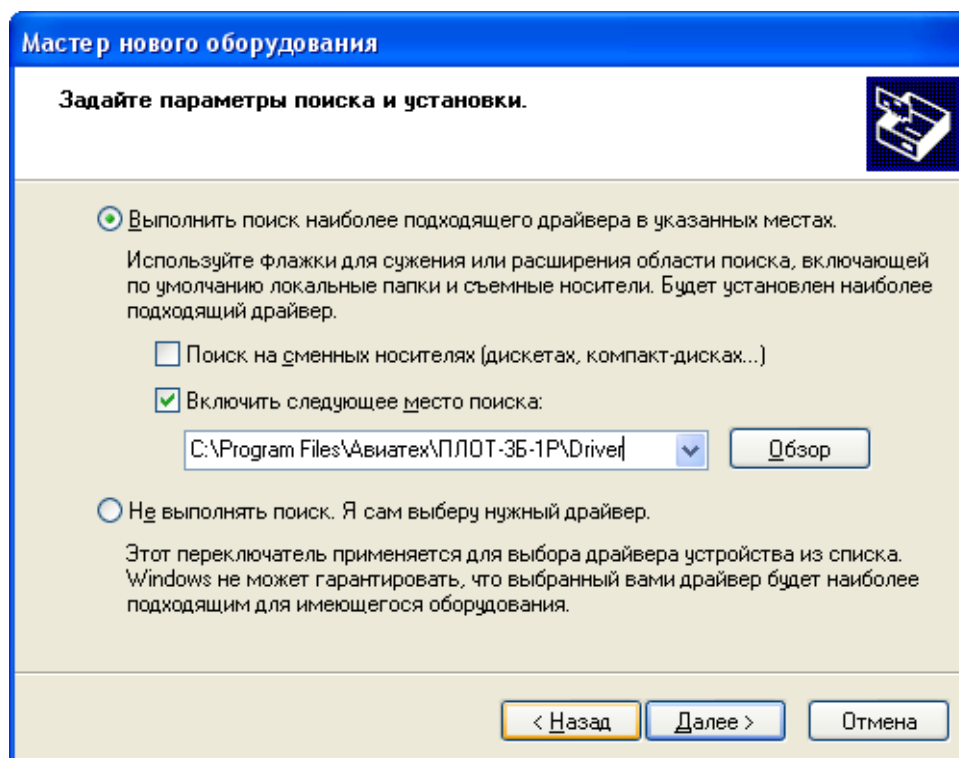 Мастер нового оборудования
Задайте параметры поиска и установки.
Выполнить поиск наиболее подходящего драйвера в указанных местах.
Используйте флажки для сужения или расширения области поиска, включающей
по умолчанию локальные папки и съемные носители. Будет установлен наиболее
подходящий драйвер.
Поиск на сменных носителях (дискетах, компакт-дисках...)
Включить следующее место поиска:
C:\Program Files\Авиатех\ПЛОТ-3Б-1Р\Driver
Обзор
Не выполнять поиск. Я сам выберу нужный драйвер.
Этот переключатель применяется для выбора драйвера устройства из списка.
Windows не может гарантировать, что выбранный вами драйвер будет наиболее
подходящим для имеющегося оборудования.
< Назад Далее > Отмена